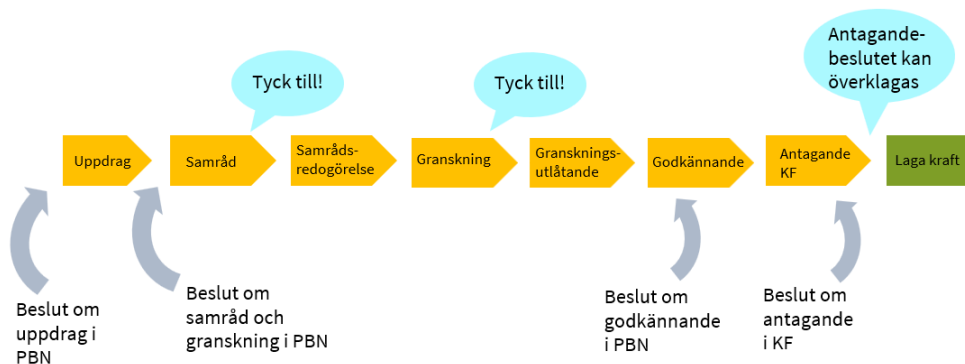 Tyck till!
Tyck till!
Antagande-
beslutet kan
överklagas
Uppdrag
Samråd
Samråds-
redogörelse
Granskning
Gransknings-
utlåtande
Godkännande
Antagande
KF
Laga kraft
Beslut om
uppdrag i
PBN
Beslut om
samråd och
granskning i PBN
Beslut om
godkännande
i PBN
Beslut om
antagande
i KF